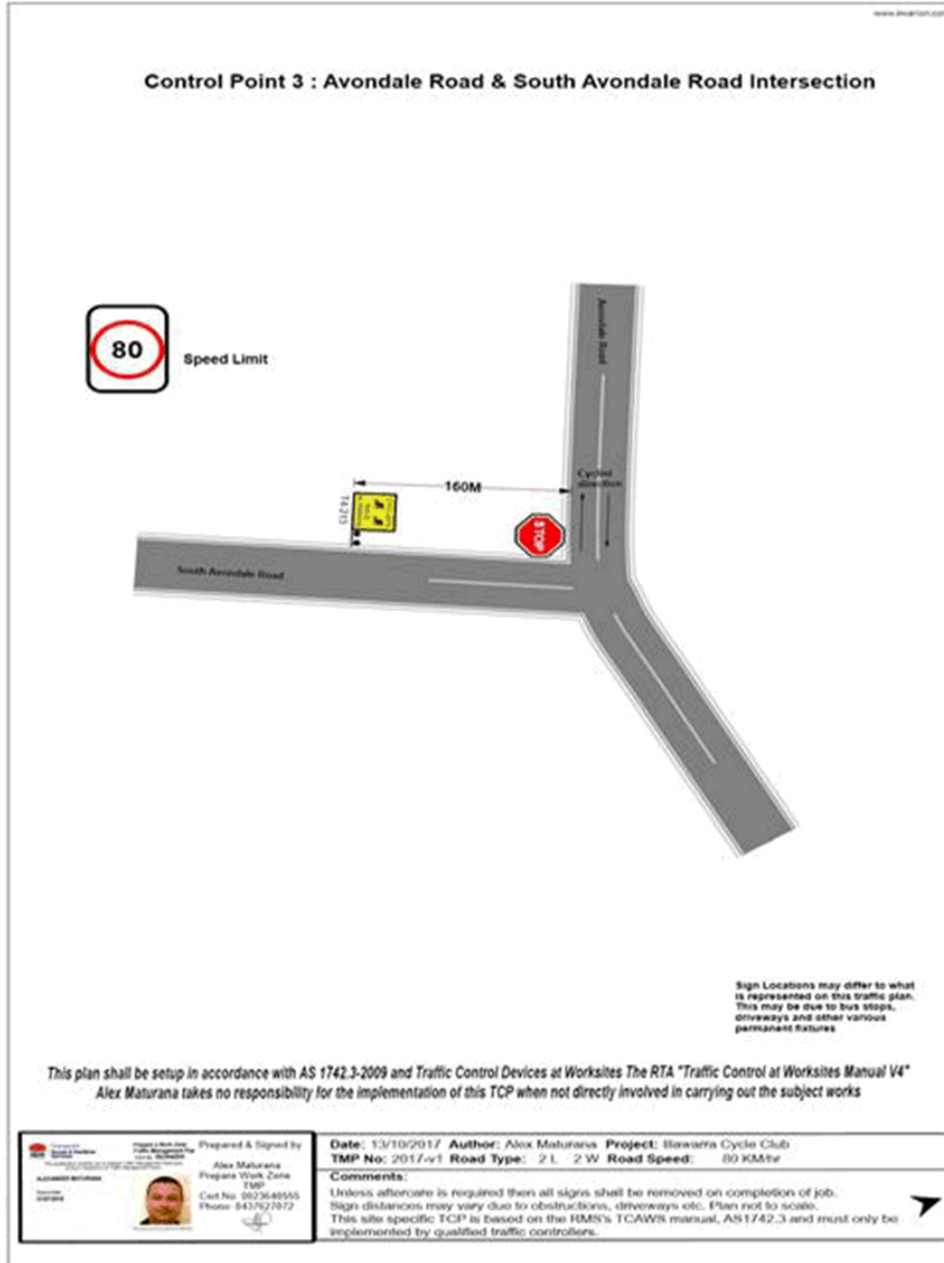 Control Point 3 : Avondale Road & South Avondale Road Intersection
80
Speed Limit
Avondale Road
Cyclist
direction
160M
STOP
South Avondale Road
Sign Locations may differ to what
is represented on this traffic plan.
This may be due to bus stops,
driveways and other various
permanent fixtures
This plan shall be setup in accordance with AS 1742.3-2009 and Traffic Control Devices at Worksites The RTA "Traffic Control at Worksites Manual V4"
Alex Maturana takes no responsibility for the implementation of this TCP when not directly involved in carrying out the subject works
Prepared & Signed by
Alex Maturana
Prepare Work Zone
TMP
Cert.No.
Phone:
ALEXANDER MATURANA
Date: 13/10/2017 Author: Alex Maturana Project: Illawarra Cycle Club
TMP No: 2017-v1 Road Type: 2 L 2 W Road Speed: 80 KM/hr
Comments:
Unless aftercare is required then all signs shall be removed on completion of job.
Sign distances may vary due to obstructions, driveways etc. Plan not to scale.
This site specific TCP is based on the RMS's TCAWS manual, AS1742.3 and must only be
implemented by qualified traffic controllers.